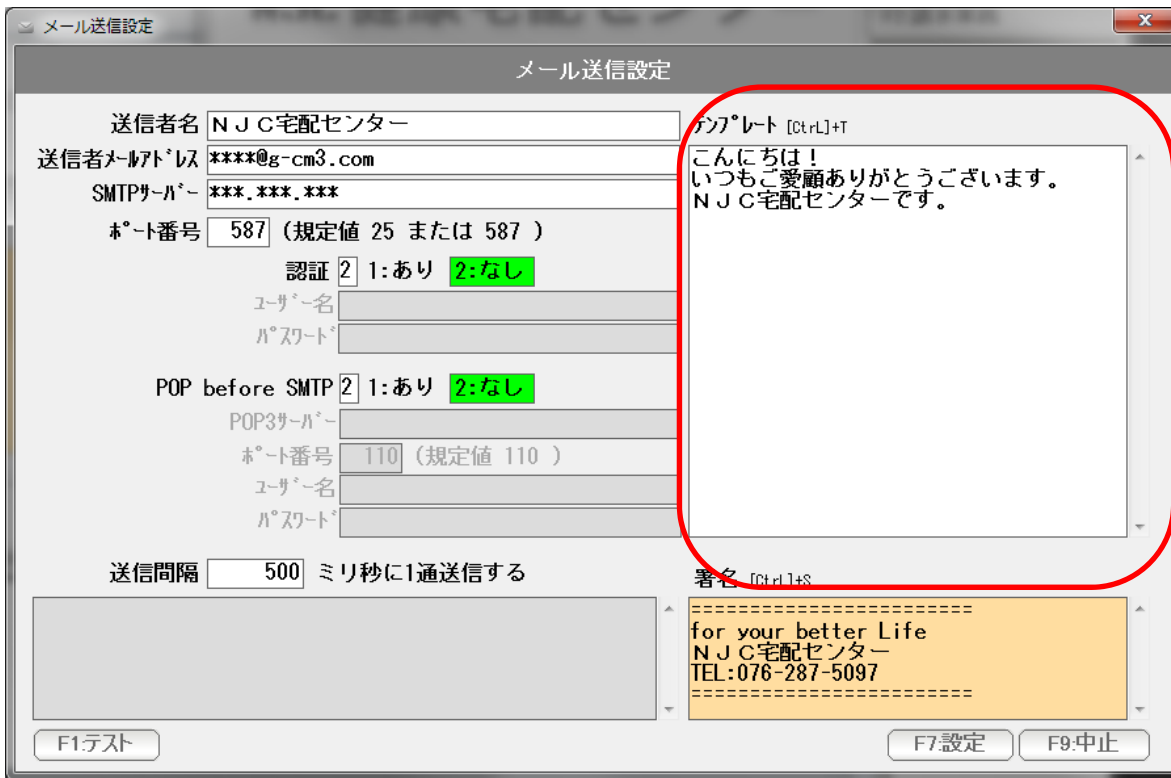 メール送信設定
メール送信設定
送信者名 ＮＪＣ宅配センター
送信者ﾒｰﾙｱﾄﾞﾚｽ ****@g-cm3.com
SMTPｻｰﾊﾞｰ ***.***.***
ﾎﾟｰﾄ番号 587 (規定値 25 または 587 )
認証 2 1:あり 2:なし
ﾕｰｻﾞｰ名
ﾊﾟｽﾜｰﾄﾞ
POP before SMTP 2 1:あり 2:なし
POP3ｻｰﾊﾞｰ
ﾎﾟｰﾄ番号 110 (規定値 110 )
ﾕｰｻﾞｰ名
ﾊﾟｽﾜｰﾄﾞ
送信間隔 500 ミリ秒に1通送信する
ﾃﾝﾌﾟﾚｰﾄ [CtrL]+T
こんにちは！
いつもご愛顧ありがとうございます。
ＮＪＣ宅配センターです。
署名 [CtrL]+S
========================
for your better Life
ＮＪＣ宅配センター
TEL:076-287-5097
========================
F1:テスト F7:設定 F9:中止